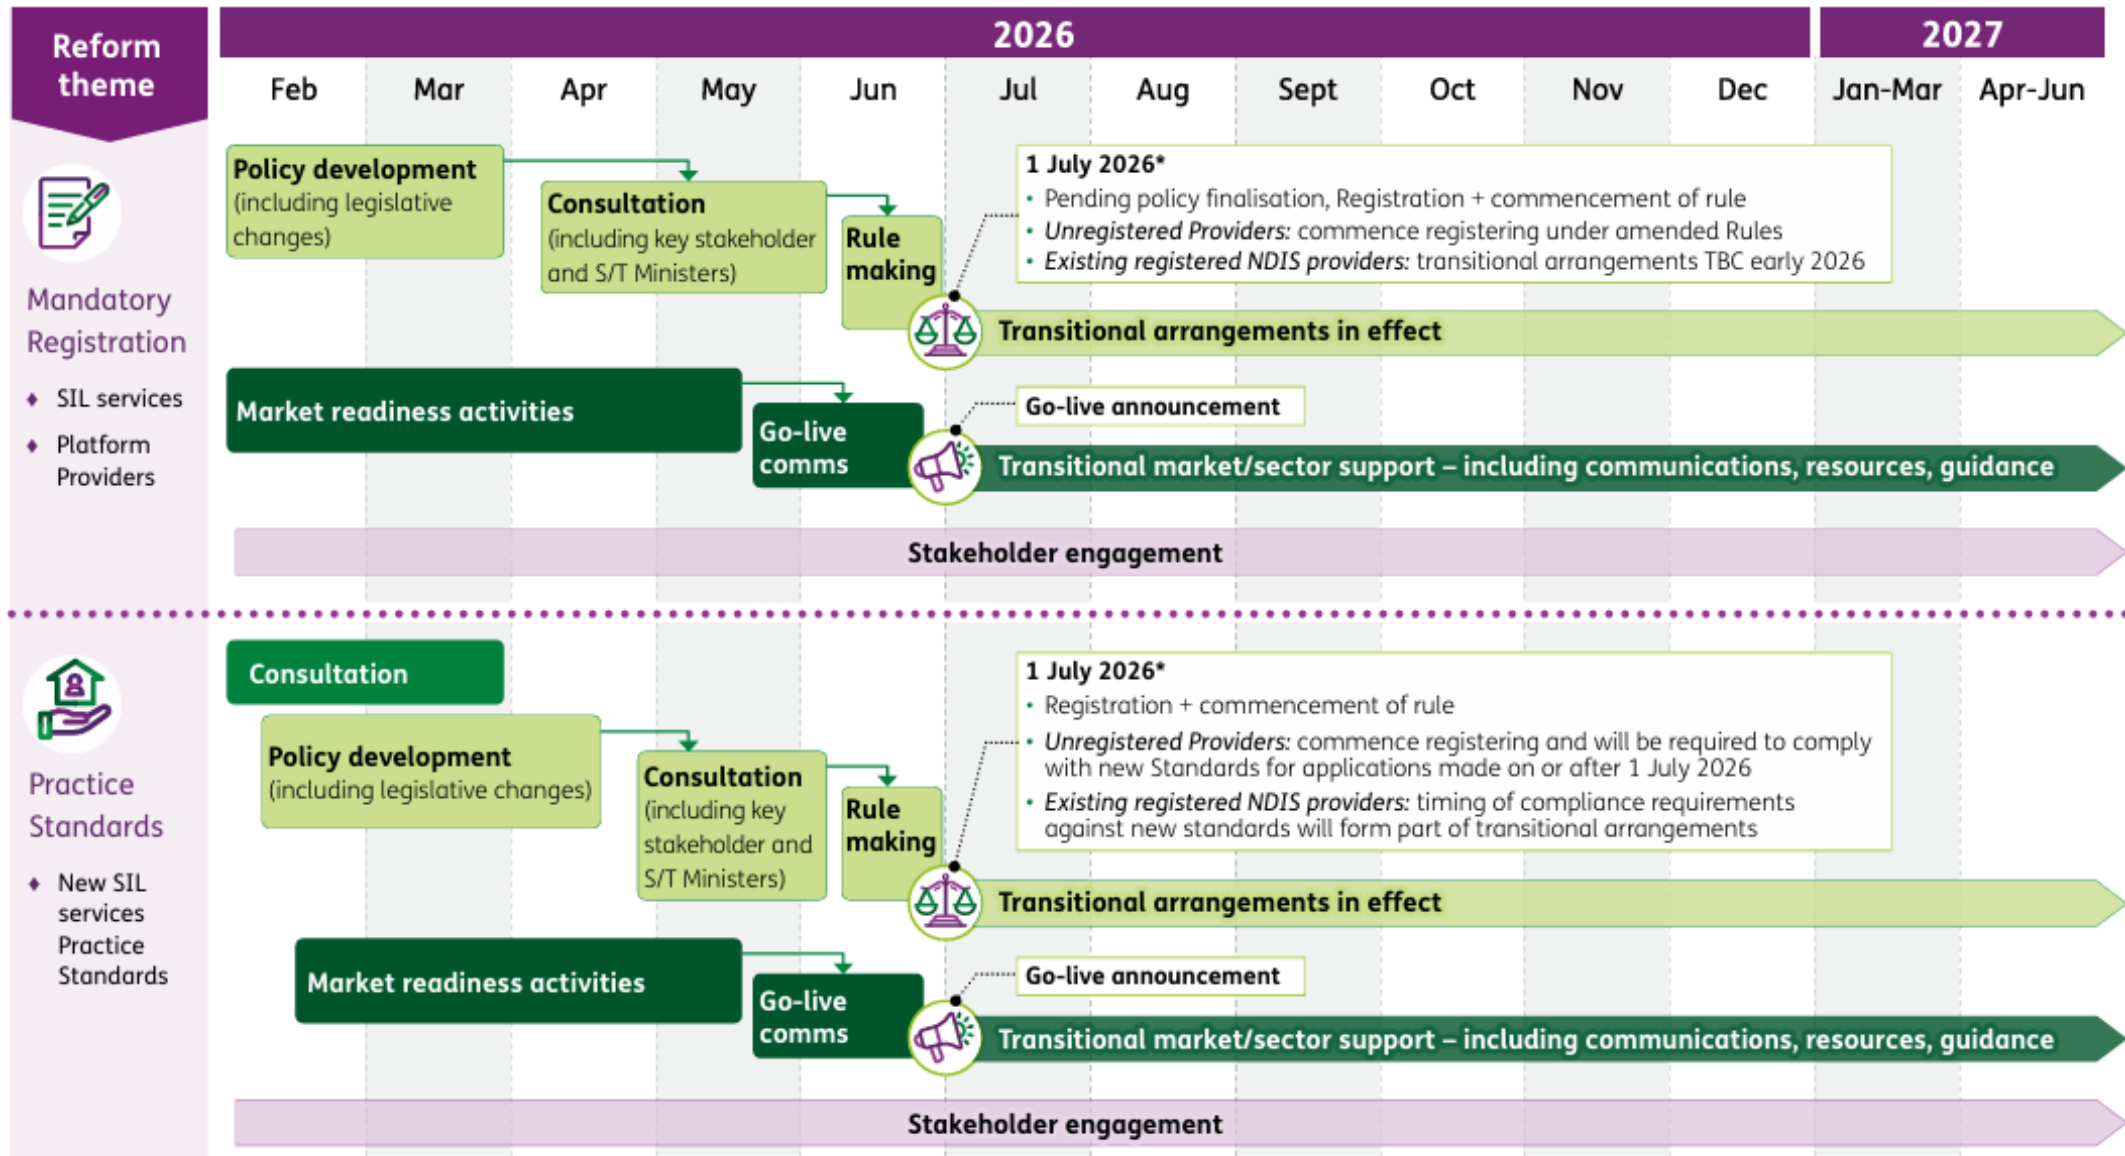 Reform
theme
2026
2027
Feb
Mar
Apr
May
Jun
Jul
Aug
Sept
Oct
Nov
Dec
Jan-Mar
Apr-Jun
Mandatory
Registration
♦ SIL services
♦ Platform
Providers
Policy development
(including legislative
changes)
Consultation
(including key stakeholder
and S/T Ministers)
Rule
making
1 July 2026*
• Pending policy finalisation, Registration + commencement of rule
• Unregistered Providers: commence registering under amended Rules
• Existing registered NDIS providers: transitional arrangements TBC early 2026
Transitional arrangements in effect
Market readiness activities
Go-live
comms
Go-live announcement
Transitional market/sector support – including communications, resources, guidance
Stakeholder engagement
Practice
Standards
♦ New SIL
services
Practice
Standards
Consultation
Policy development
(including legislative changes)
Consultation
(including key
stakeholder and
S/T Ministers)
Rule
making
1 July 2026*
• Registration + commencement of rule
• Unregistered Providers: commence registering and will be required to comply
with new Standards for applications made on or after 1 July 2026
• Existing registered NDIS providers: timing of compliance requirements
against new standards will form part of transitional arrangements
Transitional arrangements in effect
Market readiness activities
Go-live
comms
Go-live announcement
Transitional market/sector support – including communications, resources, guidance
Stakeholder engagement